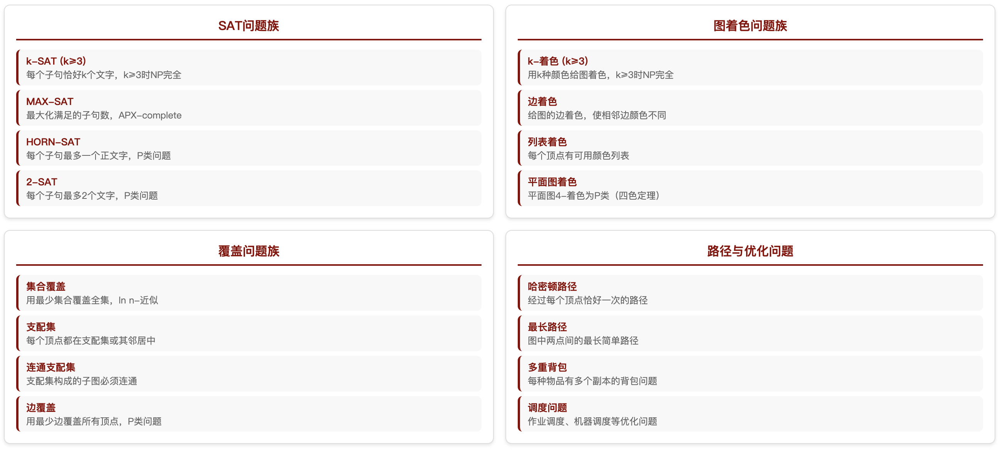 SAT问题族
k-SAT (k≥3)
每个子句恰好k个文字，k≥3时NP完全
MAX-SAT
最大化满足的子句数，APX-complete
HORN-SAT
每个子句最多一个正文字，P类问题
2-SAT
每个子句最多2个文字，P类问题
图着色问题族
k-着色 (k≥3)
用k种颜色给图着色，k≥3时NP完全
边着色
给图的边着色，使相邻边颜色不同
列表着色
每个顶点有可用颜色列表
平面图着色
平面图4-着色为P类（四色定理）
覆盖问题族
集合覆盖
用最少集合覆盖全集，ln n-近似
支配集
每个顶点都在支配集或其邻居中
连通支配集
支配集构成的子图必须连通
边覆盖
用最少边覆盖所有顶点，P类问题
路径与优化问题
哈密顿路径
经过每个顶点恰好一次的路径
最长路径
图中两点间的最长简单路径
多重背包
每种物品有多个副本的背包问题
调度问题
作业调度、机器调度等优化问题